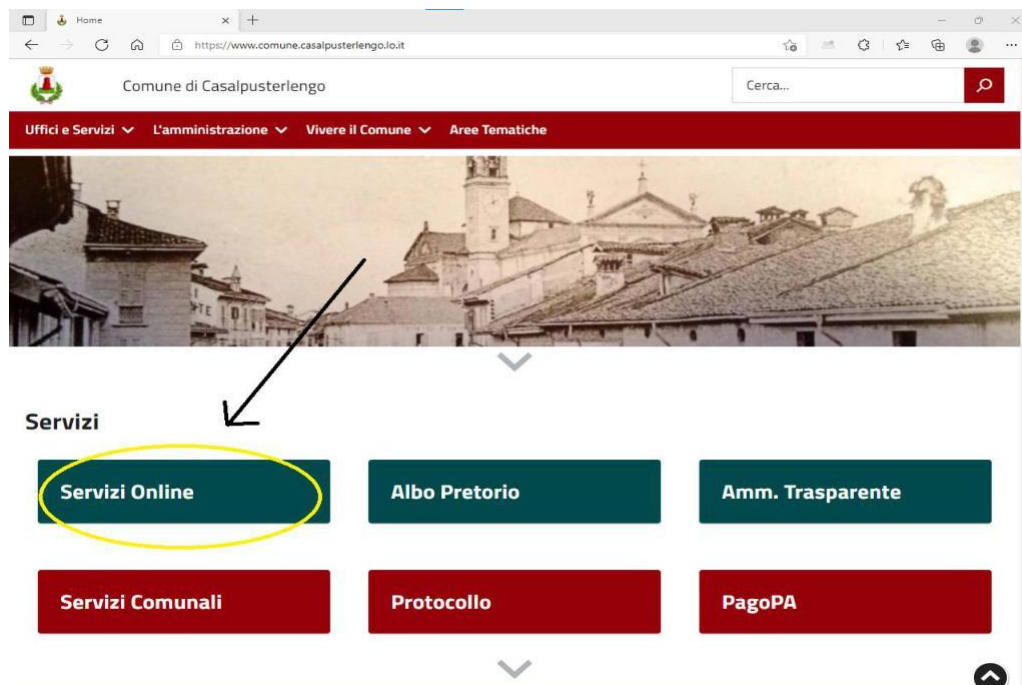 Home
https://www.comune.casalpusterlengo.lo.it
Comune di Casalpusterlengo
Cerca...
Uffici e Servizi L'amministrazione Vivere il Comune Aree Tematiche
Servizi
Servizi Online Albo Pretorio Amm. Trasparente
Servizi Comunali Protocollo PagoPA